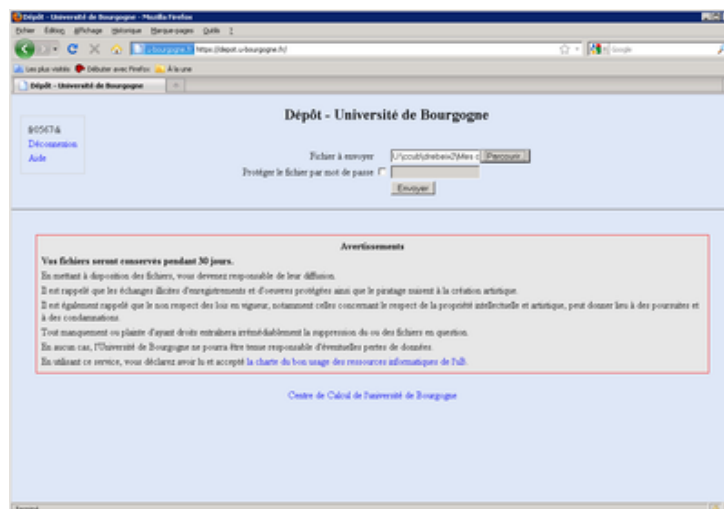 Dépôt - Université de Bourgogne - Mozilla Firefox
Fichier Édition Affichage Historique Marque-pages Outils ?
u-bourgogne.fr https://depot.u-bourgogne.fr/
Google
Les plus visités Débuter avec Firefox À la une
Dépôt - Université de Bourgogne
Dépôt - Université de Bourgogne
Déconnexion
Aide
Fichier à envoyer Parcourir...
Protéger le fichier par mot de passe
Envoyer
Avertissements
Vos fichiers seront conservés pendant 30 jours.
En mettant à disposition des fichiers, vous devenez responsable de leur diffusion.
Il est rappelé que les échanges illicites d'enregistrements et d'oeuvres protégées ainsi que le piratage nuisent à la création artistique.
Il est également rappelé que le non respect des lois en vigueur, notamment celles concernant le respect de la propriété intellectuelle et artistique, peut donner lieu à des poursuites et
à des condamnations.
Tout manquement ou plainte d'ayant droits entraînera irrémédiablement la suppression du ou des fichiers en question.
En aucun cas, l'Université de Bourgogne ne pourra être tenue responsable d'éventuelles pertes de données.
En utilisant ce service, vous déclarez avoir lu et accepté la charte du bon usage des ressources informatiques de l'uB.
Centre de Calcul de l'université de Bourgogne